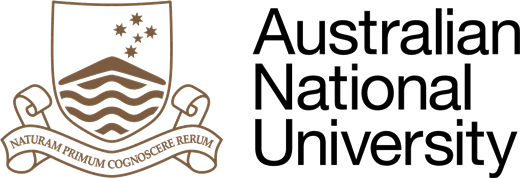 NATURAM PRIMUM COGNOSCERE RERUM
Australian
National
University